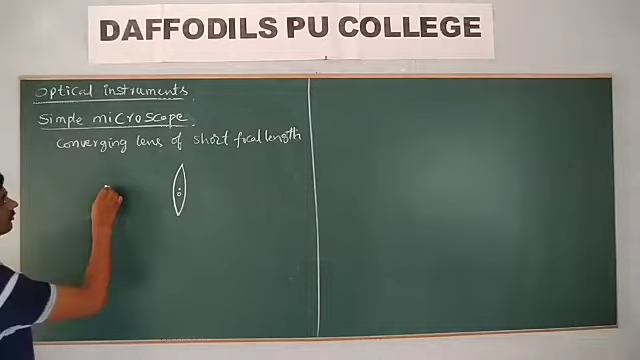 DAFFODILS PU COLLEGE
Optical instruments
Simple microscope
Converging lens of short focal length